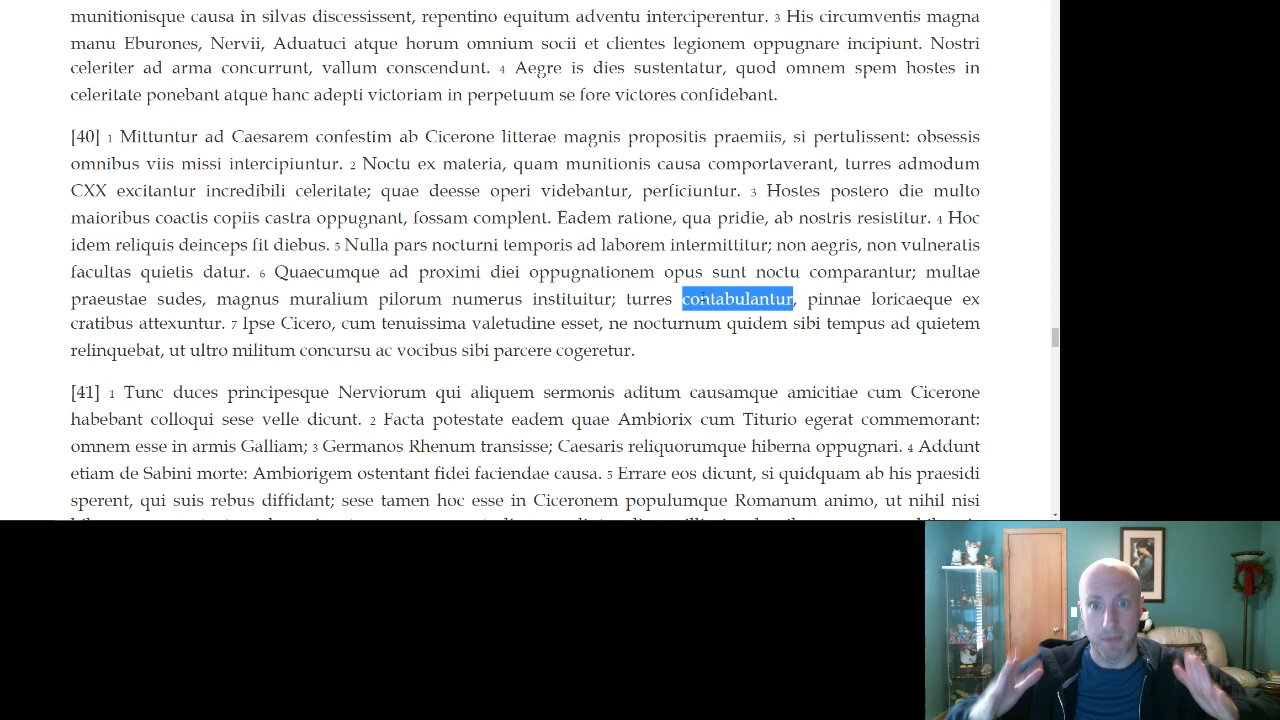 munitionisque causa in silvas discessissent, repentino equitum adventu interciperentur. 3 His circumventis magna
manu Eburones, Nervii, Aduatuci atque horum omnium socii et clientes legionem oppugnare incipiunt. Nostri
celeriter ad arma concurrunt, vallum conscendunt. 4 Aegre is dies sustentatur, quod omnem spem hostes in
celeritate ponebant atque hanc adepti victoriam in perpetuum se fore victores confidebant.
[40] 1 Mittuntur ad Caesarem confestim ab Cicerone litterae magnis propositis praemiis, si pertulissent: obsessis
omnibus viis missi intercipiuntur. 2 Noctu ex materia, quam munitionis causa comportaverant, turres admodum
CXX excitantur incredibili celeritate; quae deesse operi videbantur, perficiuntur. 3 Hostes postero die multo
maioribus coactis copiis castra oppugnant, fossam complent. Eadem ratione, qua pridie, ab nostris resistitur. 4 Hoc
idem reliquis deinceps fit diebus. 5 Nulla pars nocturni temporis ad laborem intermittitur; non aegris, non vulneratis
facultas quietis datur. 6 Quaecumque ad proximi diei oppugnationem opus sunt noctu comparantur; multae
praeustae sudes, magnus muralium pilorum numerus instituitur; turres contabulantur, pinnae loricaeque ex
cratibus attexuntur. 7 Ipse Cicero, cum tenuissima valetudine esset, ne nocturnum quidem sibi tempus ad quietem
relinquebat, ut ultro militum concursu ac vocibus sibi parcere cogeretur.
[41] 1 Tunc duces principesque Nerviorum qui aliquem sermonis aditum causamque amicitiae cum Cicerone
habebant colloqui sese velle dicunt. 2 Facta potestate eadem quae Ambiorix cum Titurio egerat commemorant:
omnem esse in armis Galliam; 3 Germanos Rhenum transisse; Caesaris reliquorumque hiberna oppugnari. 4 Addunt
etiam de Sabini morte: Ambiorigem ostentant fidei faciendae causa. 5 Errare eos dicunt, si quidquam ab his praesidi
sperent, qui suis rebus diffidant; sese tamen hoc esse in Ciceronem populumque Romanum animo, ut nihil nisi